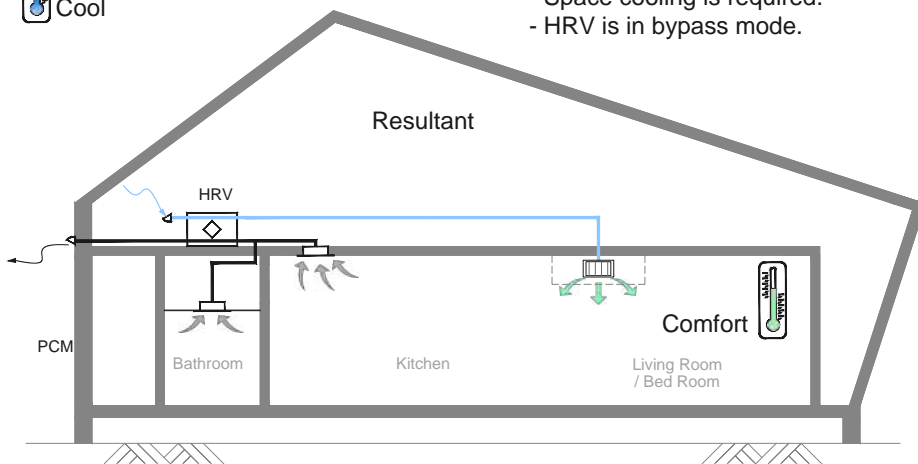 Cool
- Space cooling is required.
- HRV is in bypass mode.
Resultant
HRV
Comfort
PCM
Bathroom
Kitchen
Living Room
/ Bed Room